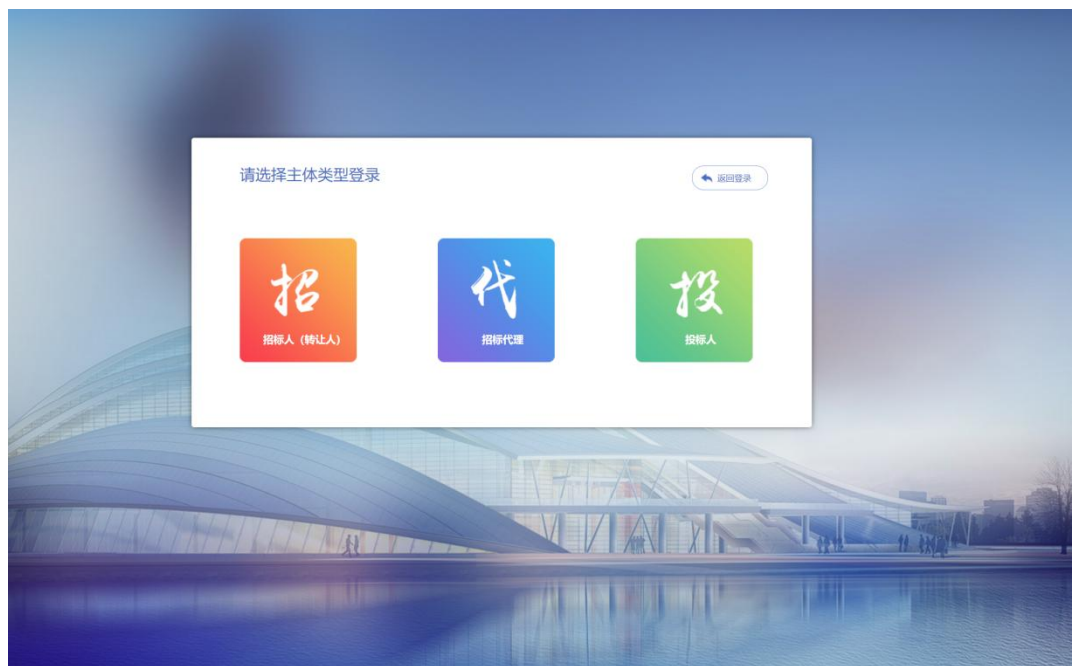 请选择主体类型登录
返回登录
招
招标人（转让人）
代
招标代理
投
投标人